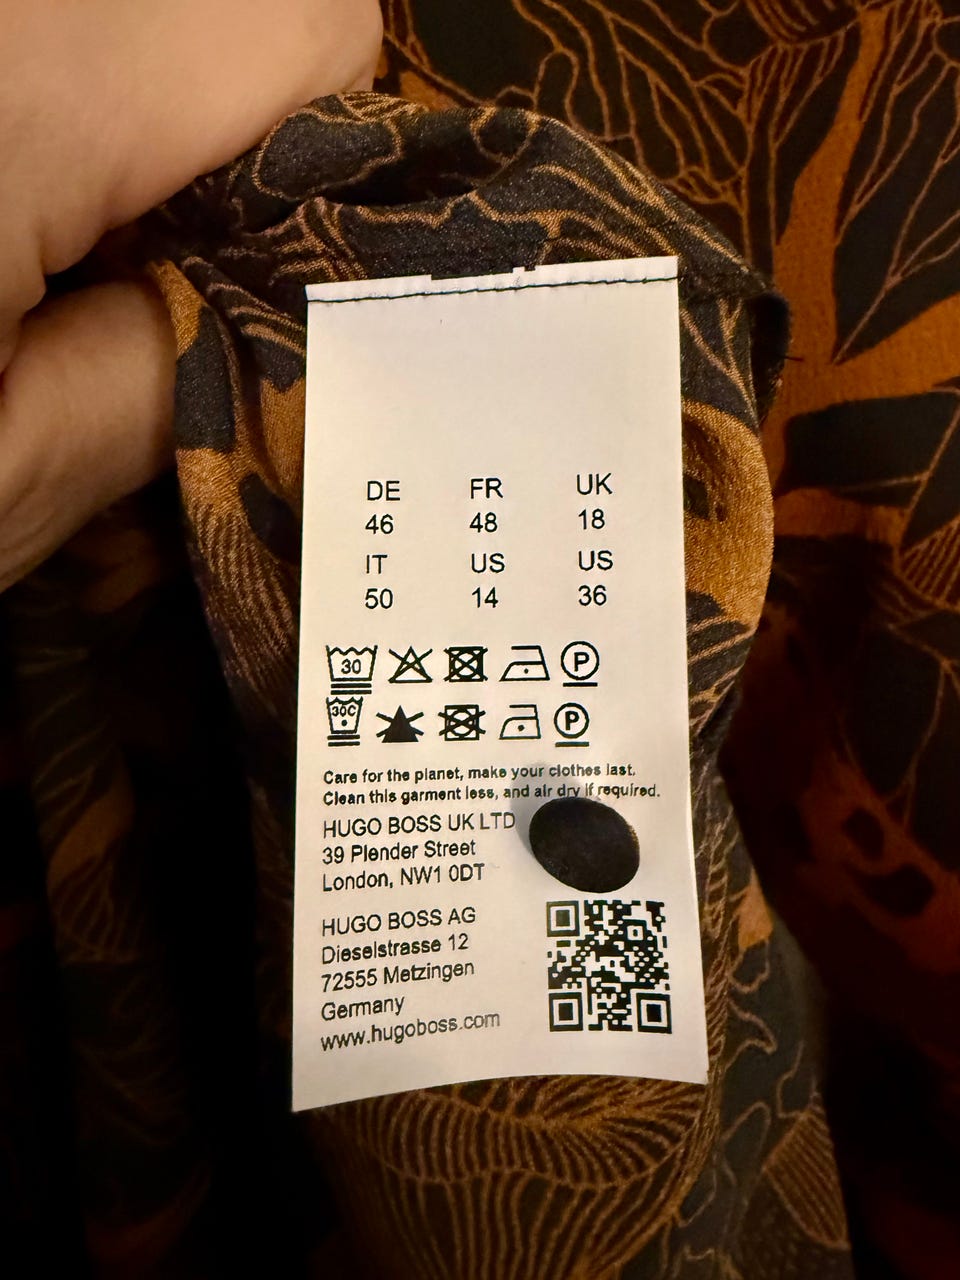 DE FR UK
46 48 18
IT US US
50 14 36
30 P
30C P
Care for the planet, make your clothes last.
Clean this garment less, and air dry if required.
HUGO BOSS UK LTD
39 Plender Street
London, NW1 0DT
HUGO BOSS AG
Dieselstrasse 12
72555 Metzingen
Germany
www.hugoboss.com